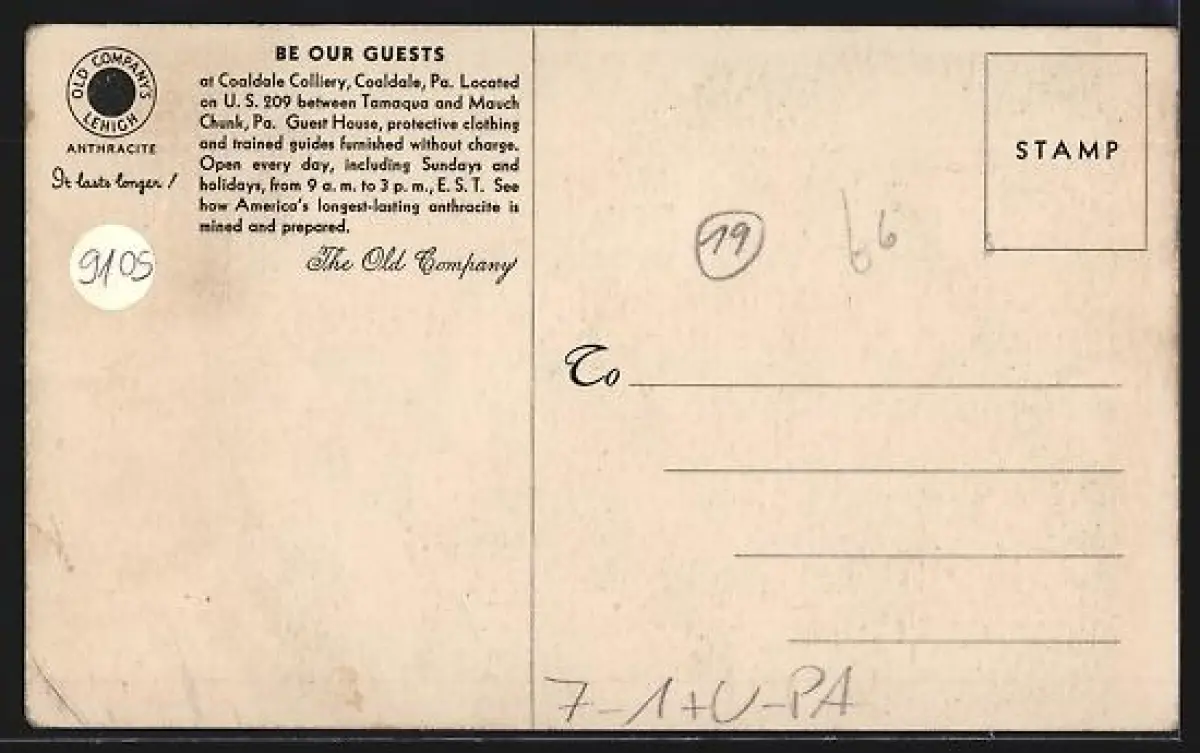 OLD COMPANY'S
LEHIGH
ANTHRACITE
It lasts longer!
9105
BE OUR GUESTS
at Coaldale Colliery, Coaldale, Pa. Located
on U. S. 209 between Tamaqua and Mauch
Chunk, Pa. Guest House, protective clothing
and trained guides furnished without charge.
Open every day, including Sundays and
holidays, from 9 a. m. to 3 p. m., E. S. T. See
how America's longest-lasting anthracite is
mined and prepared.
The Old Company
STAMP
19
66
To
7-1+U-PA